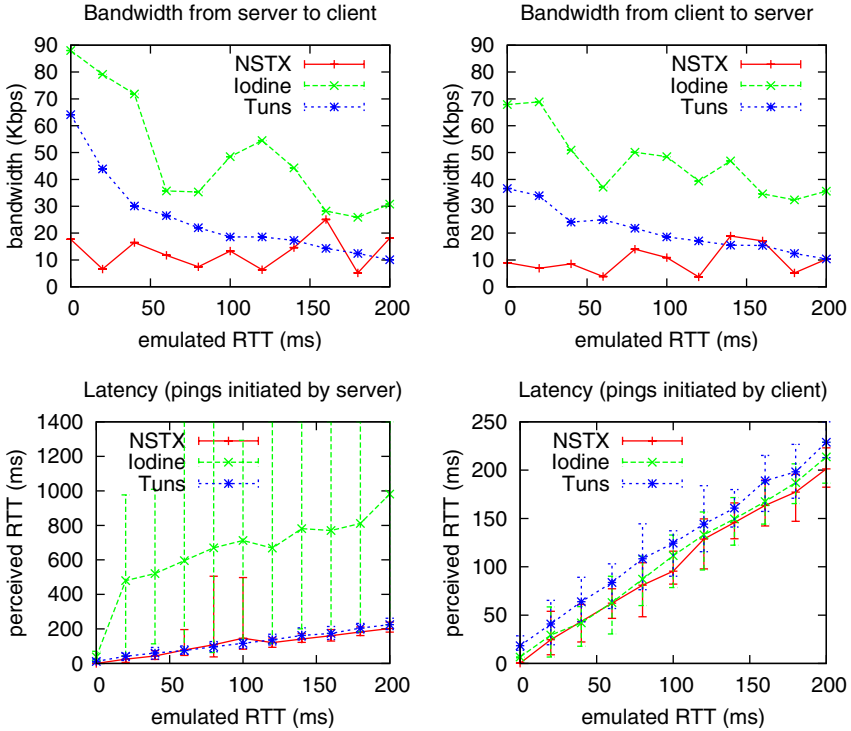 Bandwidth from server to client
90
80
70
60
50
40
30
20
10
0
bandwidth (Kbps)
NSTX
Iodine
Tuns
0 50 100 150 200
emulated RTT (ms)
Bandwidth from client to server
90
80
70
60
50
40
30
20
10
0
bandwidth (Kbps)
NSTX
Iodine
Tuns
0 50 100 150 200
emulated RTT (ms)
Latency (pings initiated by server)
1400
1200
1000
800
600
400
200
0
perceived RTT (ms)
NSTX
Iodine
Tuns
0 50 100 150 200
emulated RTT (ms)
Latency (pings initiated by client)
250
200
150
100
50
0
perceived RTT (ms)
NSTX
Iodine
Tuns
0 50 100 150 200
emulated RTT (ms)